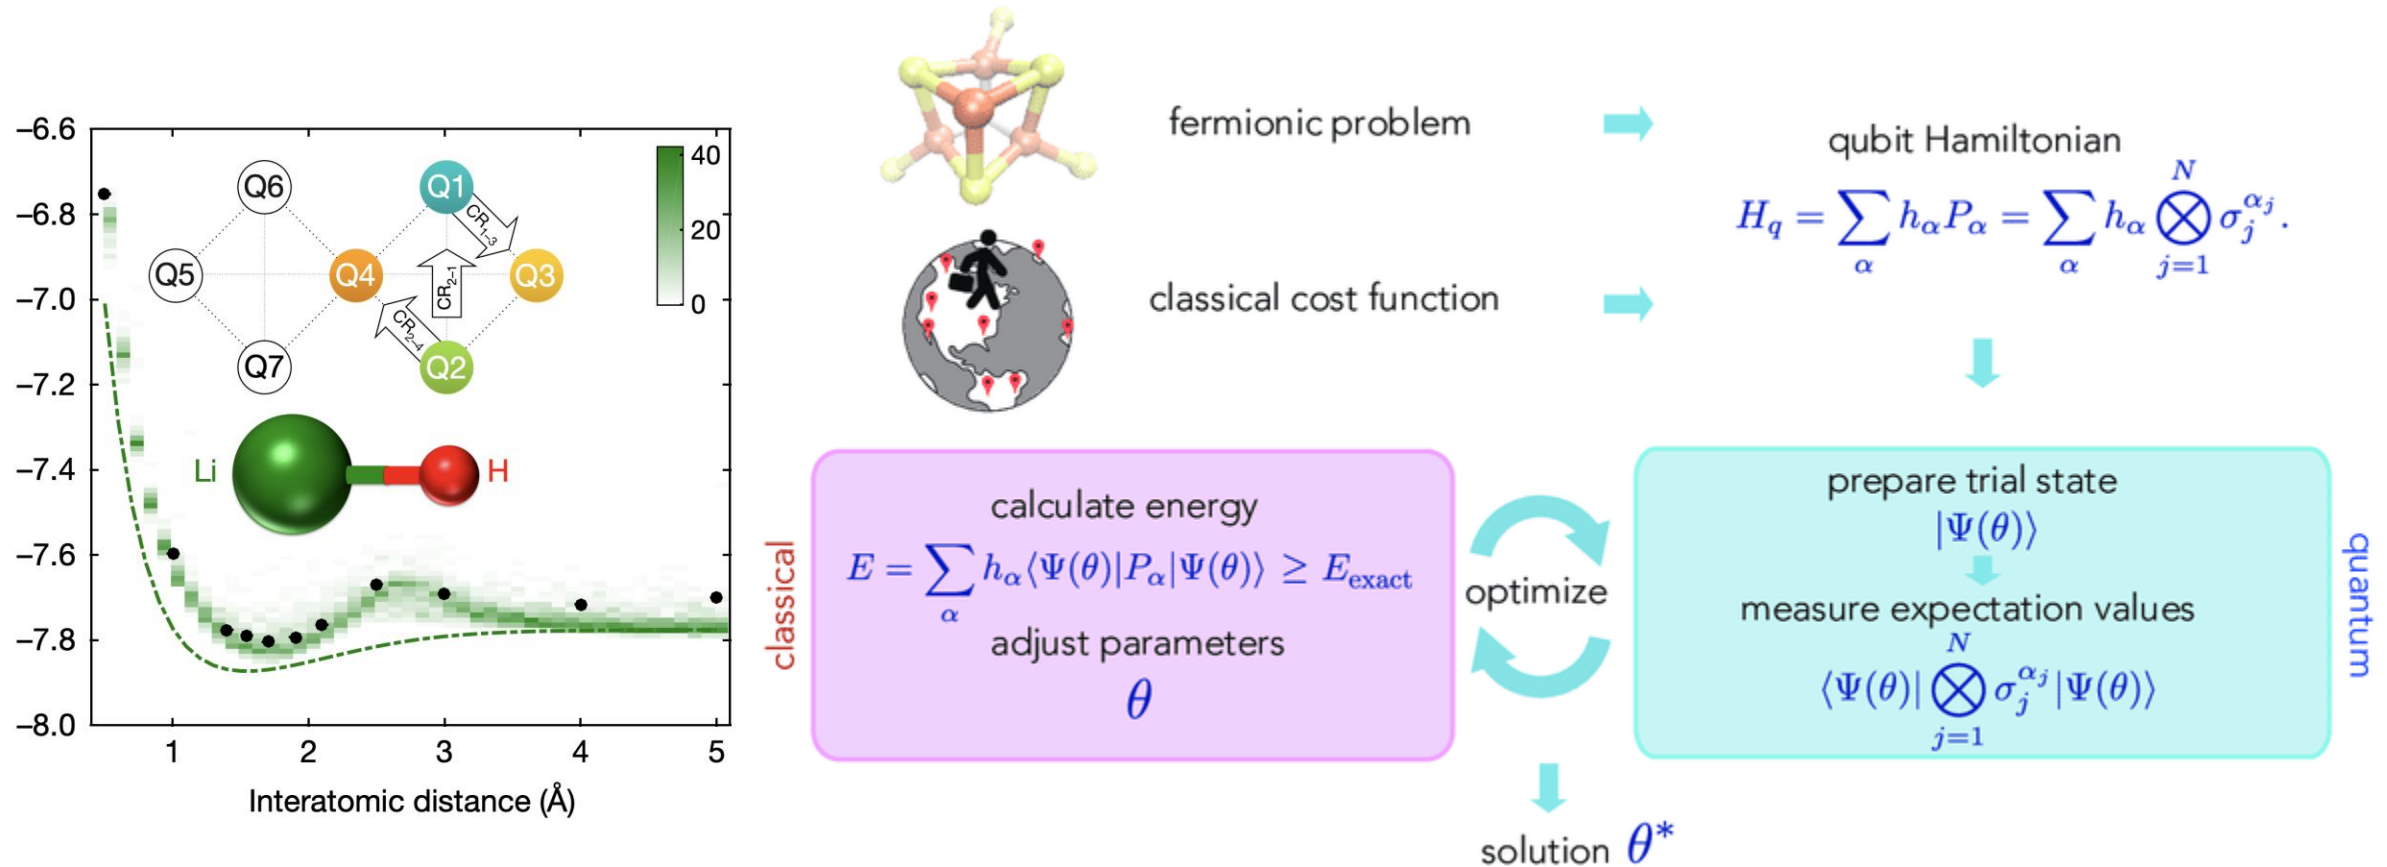 −6.6
−6.8
−7.0
−7.2
−7.4
−7.6
−7.8
−8.0
1 2 3 4 5
Interatomic distance (Å)
40
20
0
Q6
Q1
Q5
Q4
Q3
Q7
Q2
CR1–3
CR2–1
CR2–4
Li
H
fermionic problem
classical cost function
qubit Hamiltonian
H_q = ∑_α h_α P_α = ∑_α h_α ⨂_{j=1}^{N} σ_j^{α_j}.
classical
calculate energy
E = ∑_α h_α⟨Ψ(θ)|P_α|Ψ(θ)⟩ ≥ E_exact
adjust parameters
θ
optimize
prepare trial state
|Ψ(θ)⟩
measure expectation values
⟨Ψ(θ)| ⨂_{j=1}^{N} σ_j^{α_j} |Ψ(θ)⟩
quantum
solution θ*